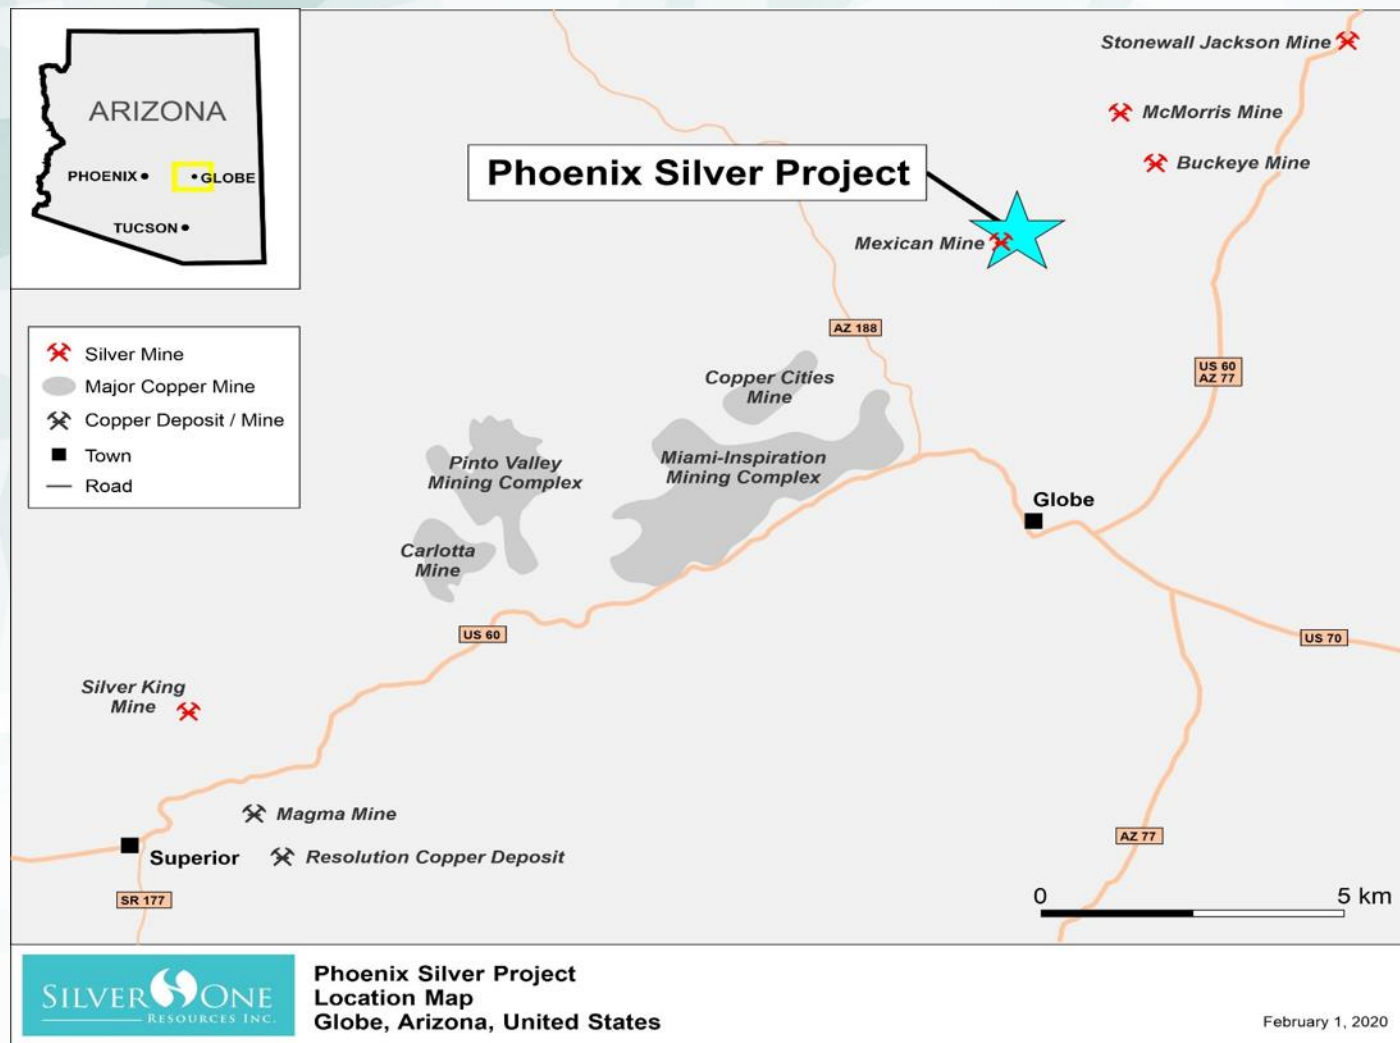 ARIZONA
PHOENIX
GLOBE
TUCSON
Stonewall Jackson Mine
McMorris Mine
Buckeye Mine
Phoenix Silver Project
Mexican Mine
AZ 188
US 60
AZ 77
Silver Mine
Major Copper Mine
Copper Deposit / Mine
Town
Road
Copper Cities
Mine
Pinto Valley
Mining Complex
Miami-Inspiration
Mining Complex
Globe
Carlotta
Mine
US 60
US 70
Silver King
Mine
Magma Mine
AZ 77
Superior
Resolution Copper Deposit
SR 177
0
5 km
SILVER ONE
RESOURCES INC.
Phoenix Silver Project
Location Map
Globe, Arizona, United States
February 1, 2020